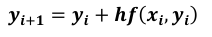 yᵢ₊₁ = yᵢ + hf(xᵢ, yᵢ)